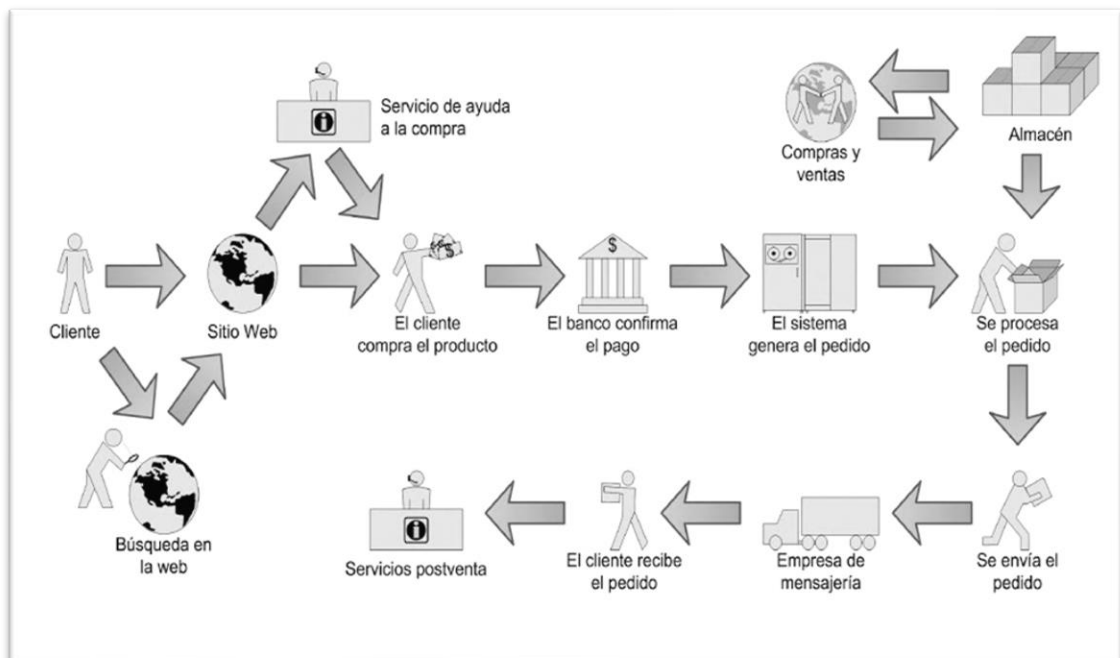 Servicio de ayuda
a la compra
Compras y
ventas
Almacén
$
Cliente
Sitio Web
El cliente
compra el producto
$
El banco confirma
el pago
El sistema
genera el pedido
Se procesa
el pedido
Búsqueda en
la web
Servicios postventa
El cliente recibe
el pedido
Empresa de
mensajería
Se envía el
pedido